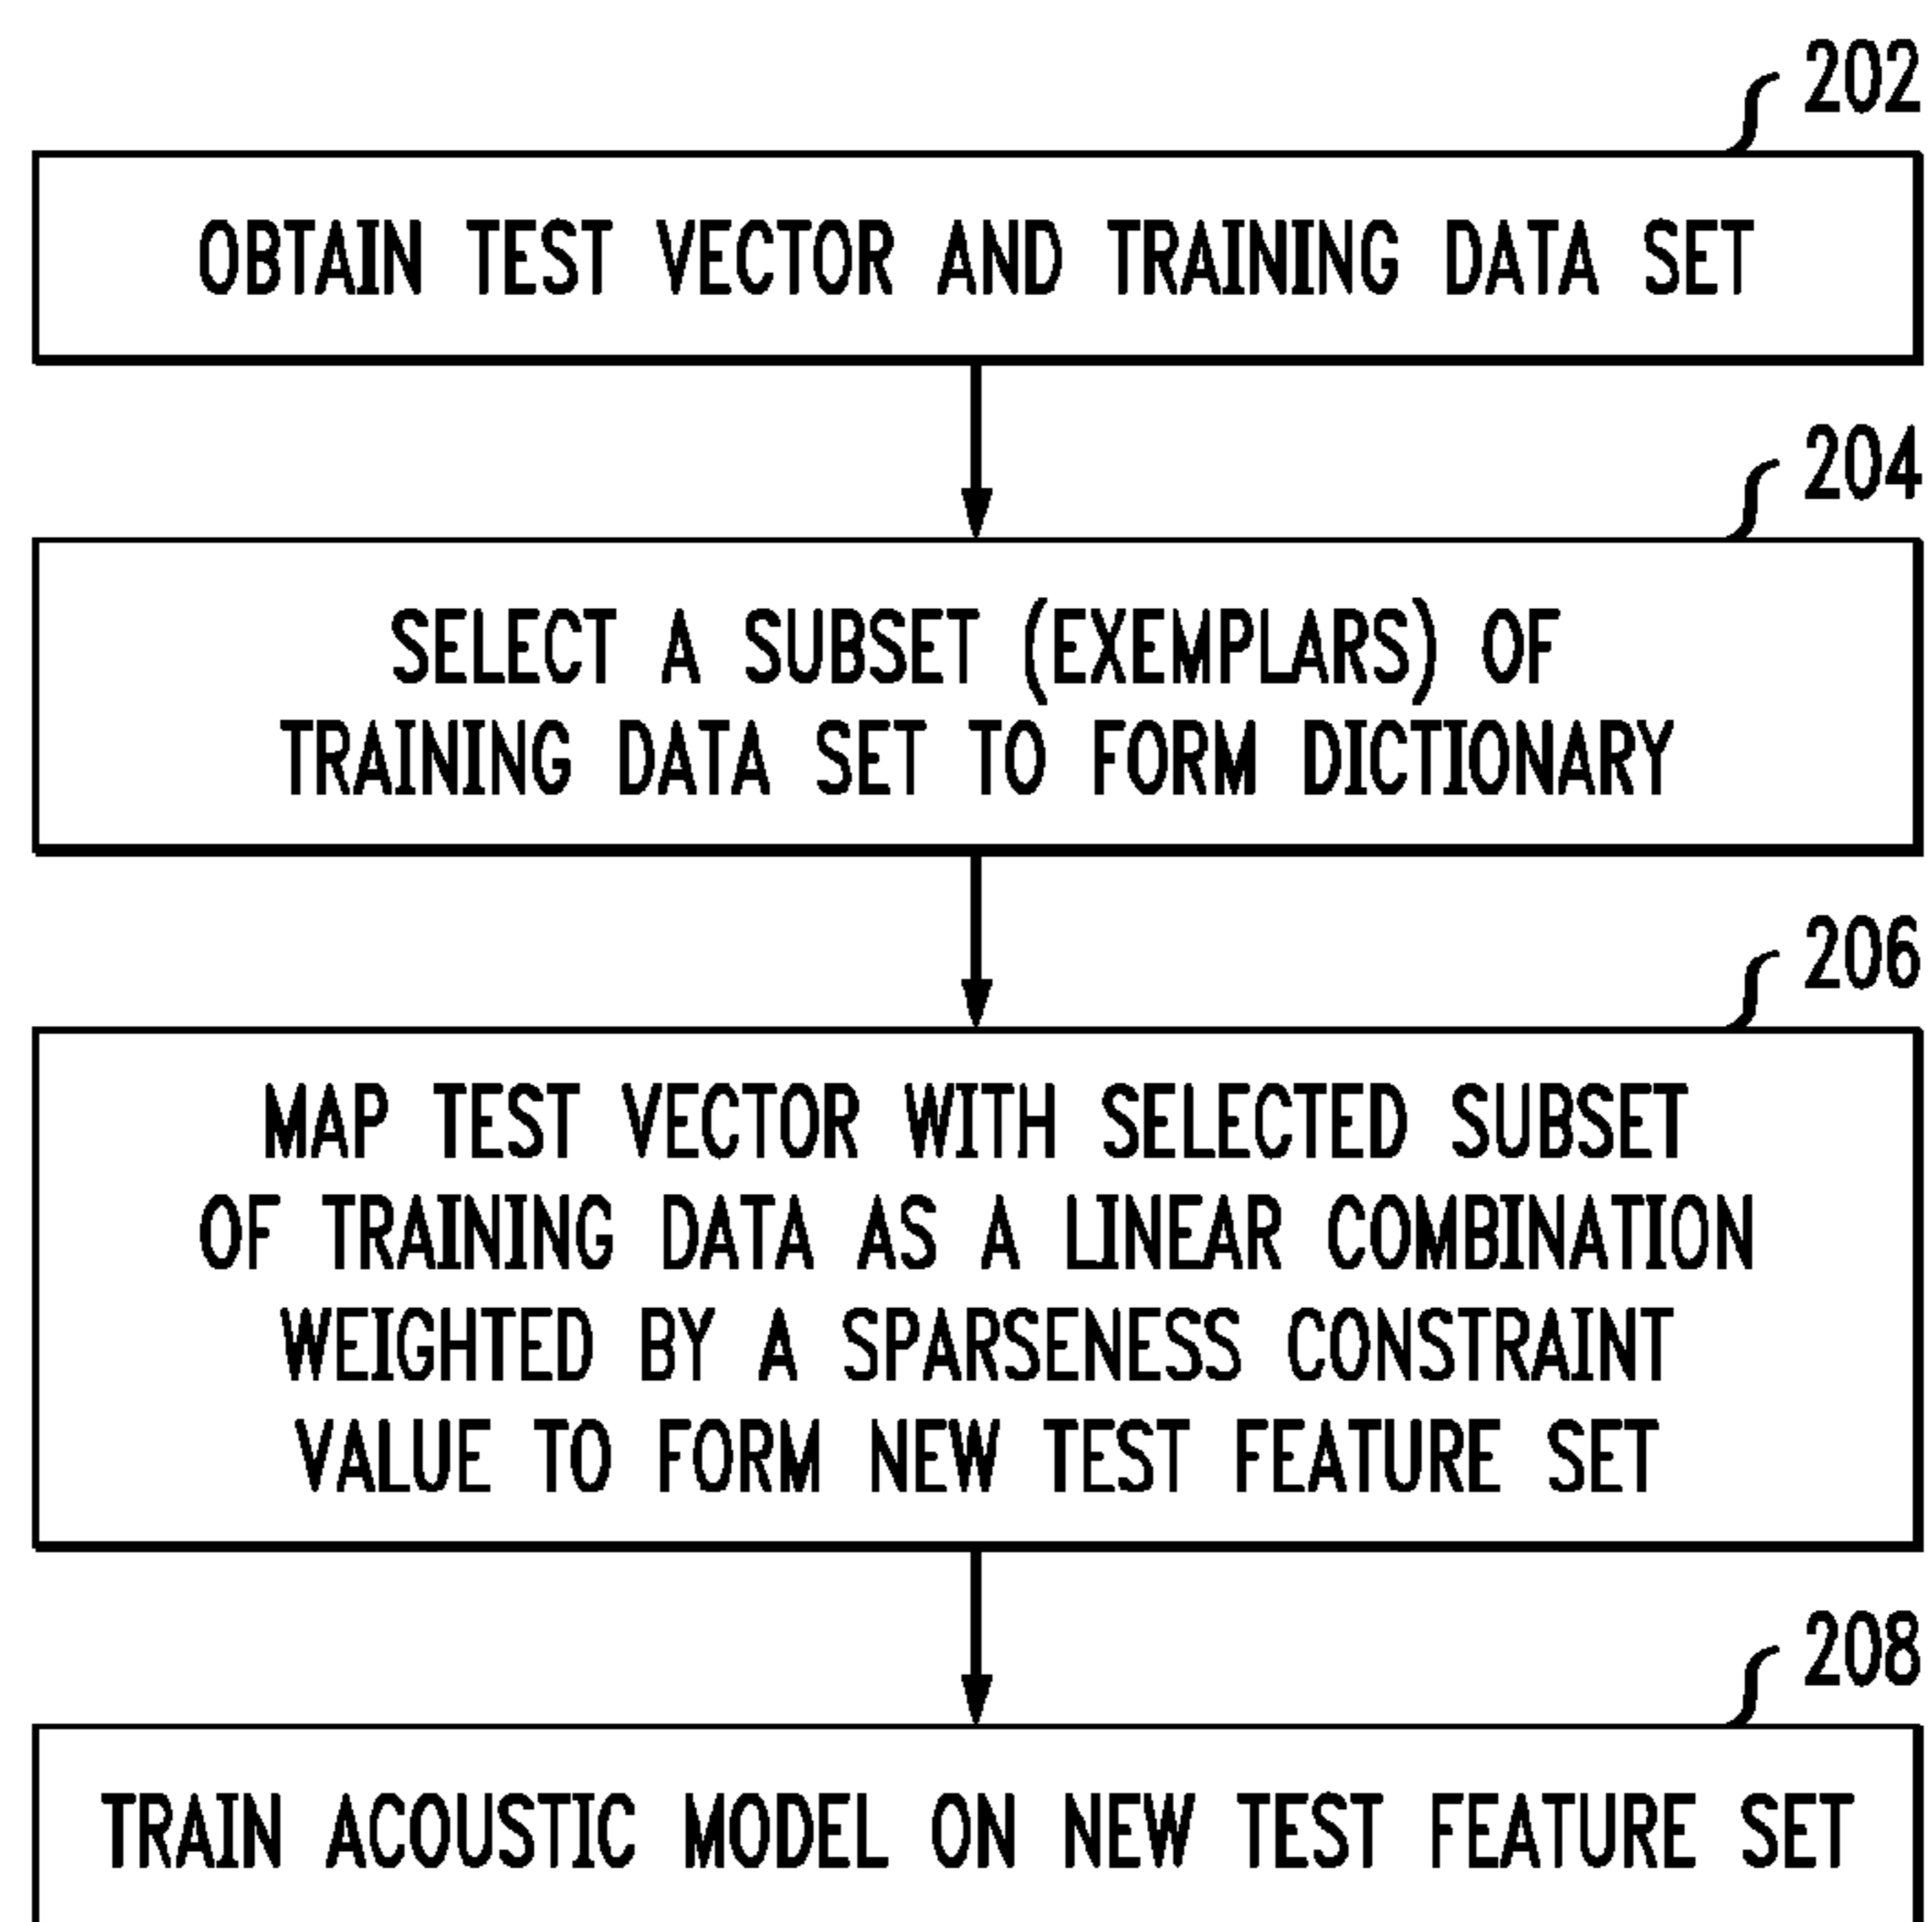 202
OBTAIN TEST VECTOR AND TRAINING DATA SET
204
SELECT A SUBSET (EXEMPLARS) OF
TRAINING DATA SET TO FORM DICTIONARY
206
MAP TEST VECTOR WITH SELECTED SUBSET
OF TRAINING DATA AS A LINEAR COMBINATION
WEIGHTED BY A SPARSENESS CONSTRAINT
VALUE TO FORM NEW TEST FEATURE SET
208
TRAIN ACOUSTIC MODEL ON NEW TEST FEATURE SET